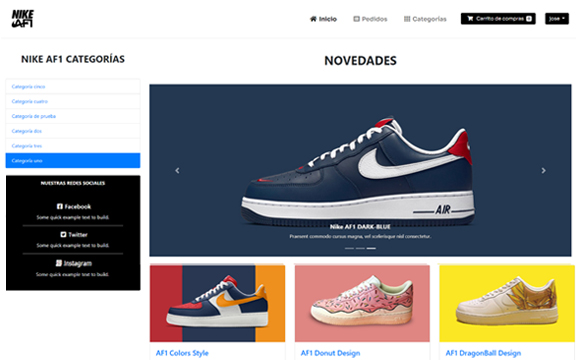 NIKE
AF1
Inicio
Pedidos
Categorías
Carrito de compras 0
jose
NIKE AF1 CATEGORÍAS
NOVEDADES
Categoría cinco
Categoría cuatro
Categoría de prueba
Categoría dos
Categoría tres
Categoría uno
NUESTRAS REDES SOCIALES
Facebook
Some quick example text to build.
Twitter
Some quick example text to build.
Instagram
Some quick example text to build.
AIR
Nike AF1 DARK-BLUE
Praesent commodo cursus magna, vel scelerisque nisl consectetur.
AF1 Colors Style
AF1 Donut Design
AF1 DragonBall Design